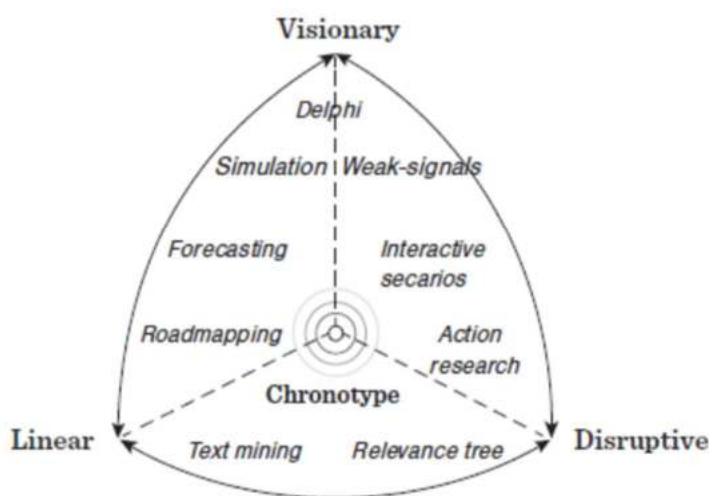 Visionary
Delphi
Simulation Weak-signals
Forecasting
Interactive
secarios
Roadmapping
Action
research
Chronotype
Linear
Text mining
Relevance tree
Disruptive